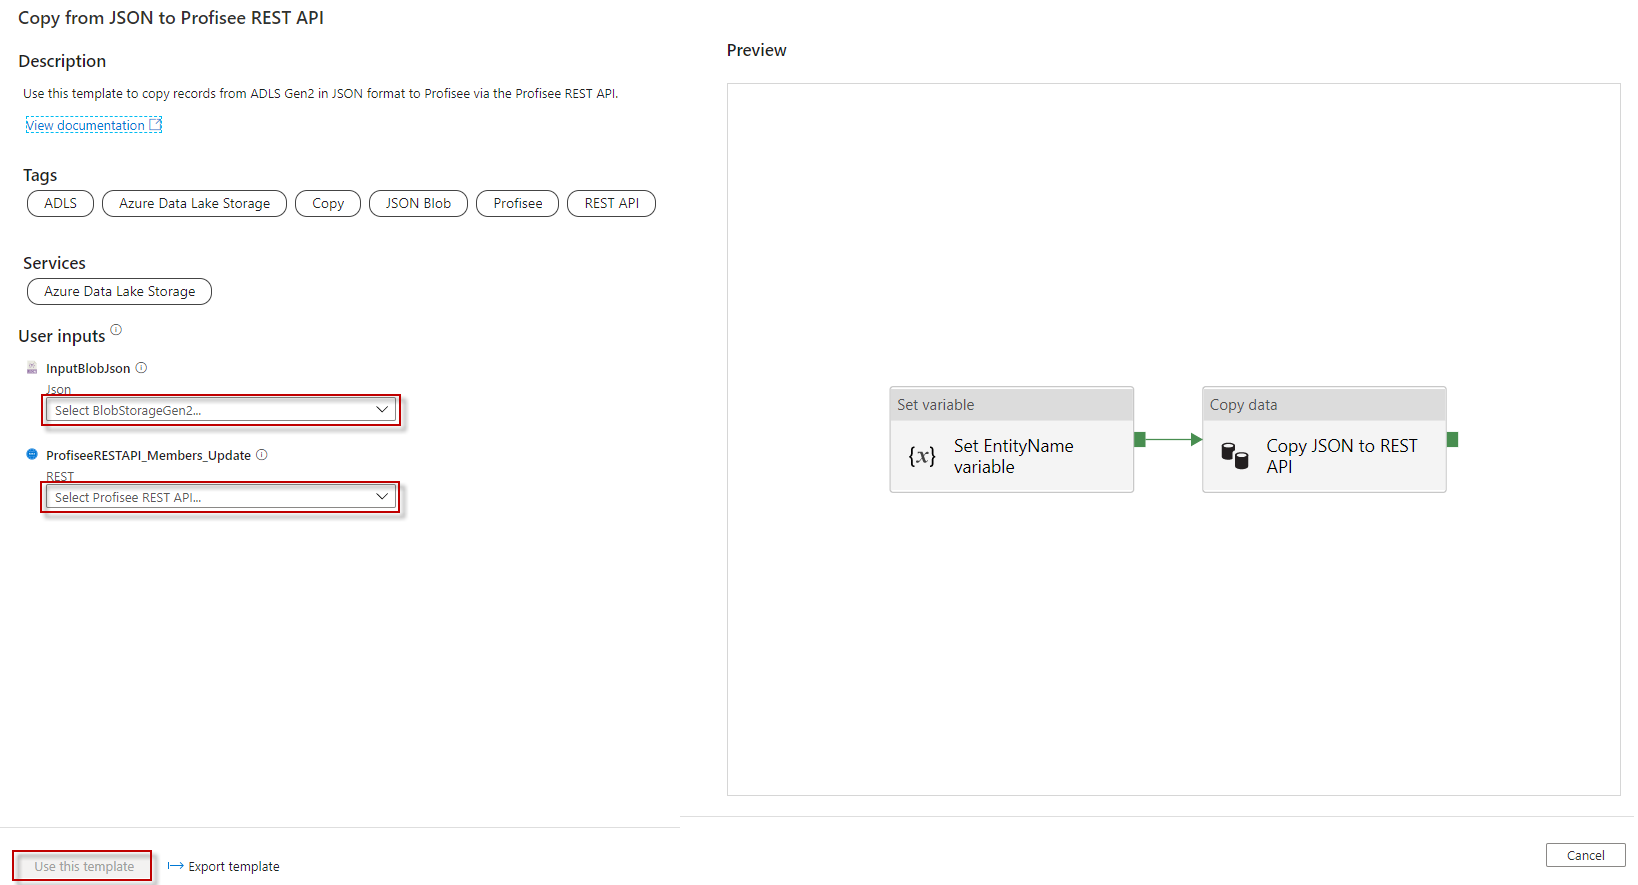 Copy from JSON to Profisee REST API
Description
Use this template to copy records from ADLS Gen2 in JSON format to Profisee via the Profisee REST API.
View documentation
Tags
ADLS
Azure Data Lake Storage
Copy
JSON Blob
Profisee
REST API
Services
Azure Data Lake Storage
User inputs
InputBlobJson
Json
Select BlobStorageGen2...
ProfiseeRESTAPI_Members_Update
REST
Select Profisee REST API...
Use this template
Export template
Preview
Set variable
{x}
Set EntityName
variable
Copy data
Copy JSON to REST
API
Cancel